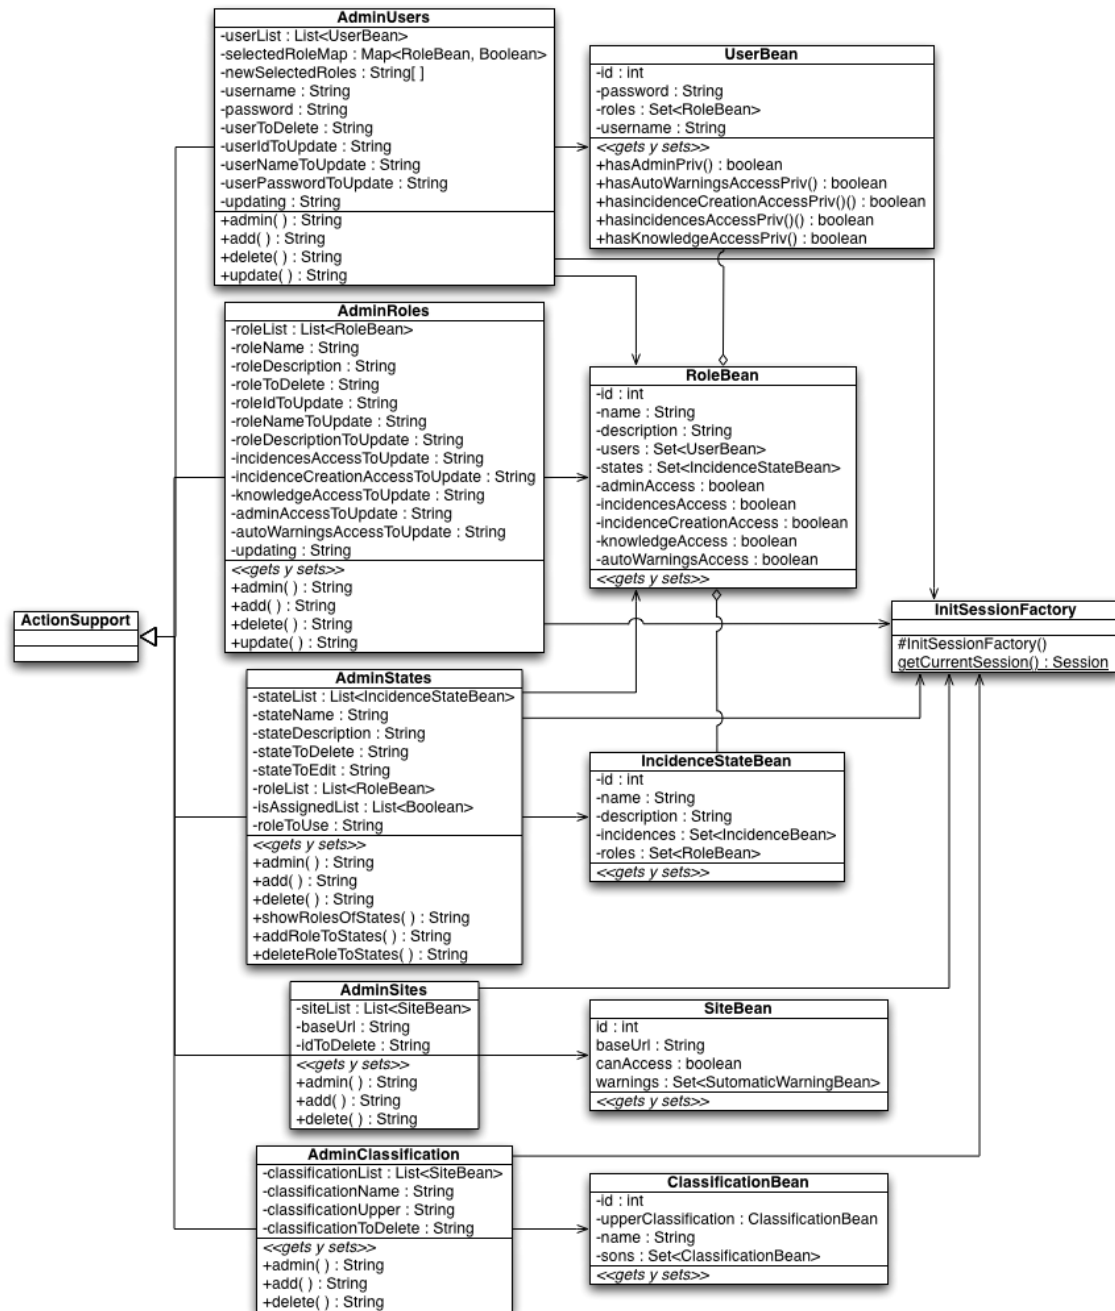 AdminUsers
-userList : List<UserBean>
-selectedRoleMap : Map<RoleBean, Boolean>
-newSelectedRoles : String[ ]
-username : String
-password : String
-userToDelete : String
-userIdToUpdate : String
-userNameToUpdate : String
-userPasswordToUpdate : String
-updating : String
+admin( ) : String
+add( ) : String
+delete( ) : String
+update( ) : String
UserBean
-id : int
-password : String
-roles : Set<RoleBean>
-username : String
<<gets y sets>>
+hasAdminPriv() : boolean
+hasAutoWarningsAccessPriv() : boolean
+hasincidenceCreationAccessPriv()() : boolean
+hasincidencesAccessPriv()() : boolean
+hasKnowledgeAccessPriv() : boolean
AdminRoles
-roleList : List<RoleBean>
-roleName : String
-roleDescription : String
-roleToDelete : String
-roleIdToUpdate : String
-roleNameToUpdate : String
-roleDescriptionToUpdate : String
-incidencesAccessToUpdate : String
-incidenceCreationAccessToUpdate : String
-knowledgeAccessToUpdate : String
-adminAccessToUpdate : String
-autoWarningsAccessToUpdate : String
-updating : String
<<gets y sets>>
+admin( ) : String
+add( ) : String
+delete( ) : String
+update( ) : String
RoleBean
-id : int
-name : String
-description : String
-users : Set<UserBean>
-states : Set<IncidenceStateBean>
-adminAccess : boolean
-incidencesAccess : boolean
-incidenceCreationAccess : boolean
-knowledgeAccess : boolean
-autoWarningsAccess : boolean
<<gets y sets>>
ActionSupport
InitSessionFactory
#InitSessionFactory()
getCurrentSession() : Session
AdminStates
-stateList : List<IncidenceStateBean>
-stateName : String
-stateDescription : String
-stateToDelete : String
-stateToEdit : String
-roleList : List<RoleBean>
-isAssignedList : List<Boolean>
-roleToUse : String
<<gets y sets>>
+admin( ) : String
+add( ) : String
+delete( ) : String
+showRolesOfStates( ) : String
+addRoleToStates( ) : String
+deleteRoleToStates( ) : String
IncidenceStateBean
-id : int
-name : String
-description : String
-incidences : Set<IncidenceBean>
-roles : Set<RoleBean>
<<gets y sets>>
AdminSites
-siteList : List<SiteBean>
-baseUrl : String
-idToDelete : String
<<gets y sets>>
+admin( ) : String
+add( ) : String
+delete( ) : String
SiteBean
id : int
baseUrl : String
canAccess : boolean
warnings : Set<SutomaticWarningBean>
<<gets y sets>>
AdminClassification
-classificationList : List<SiteBean>
-classificationName : String
-classificationUpper : String
-classificationToDelete : String
<<gets y sets>>
+admin( ) : String
+add( ) : String
+delete( ) : String
ClassificationBean
-id : int
-upperClassification : ClassificationBean
-name : String
-sons : Set<ClassificationBean>
<<gets y sets>>